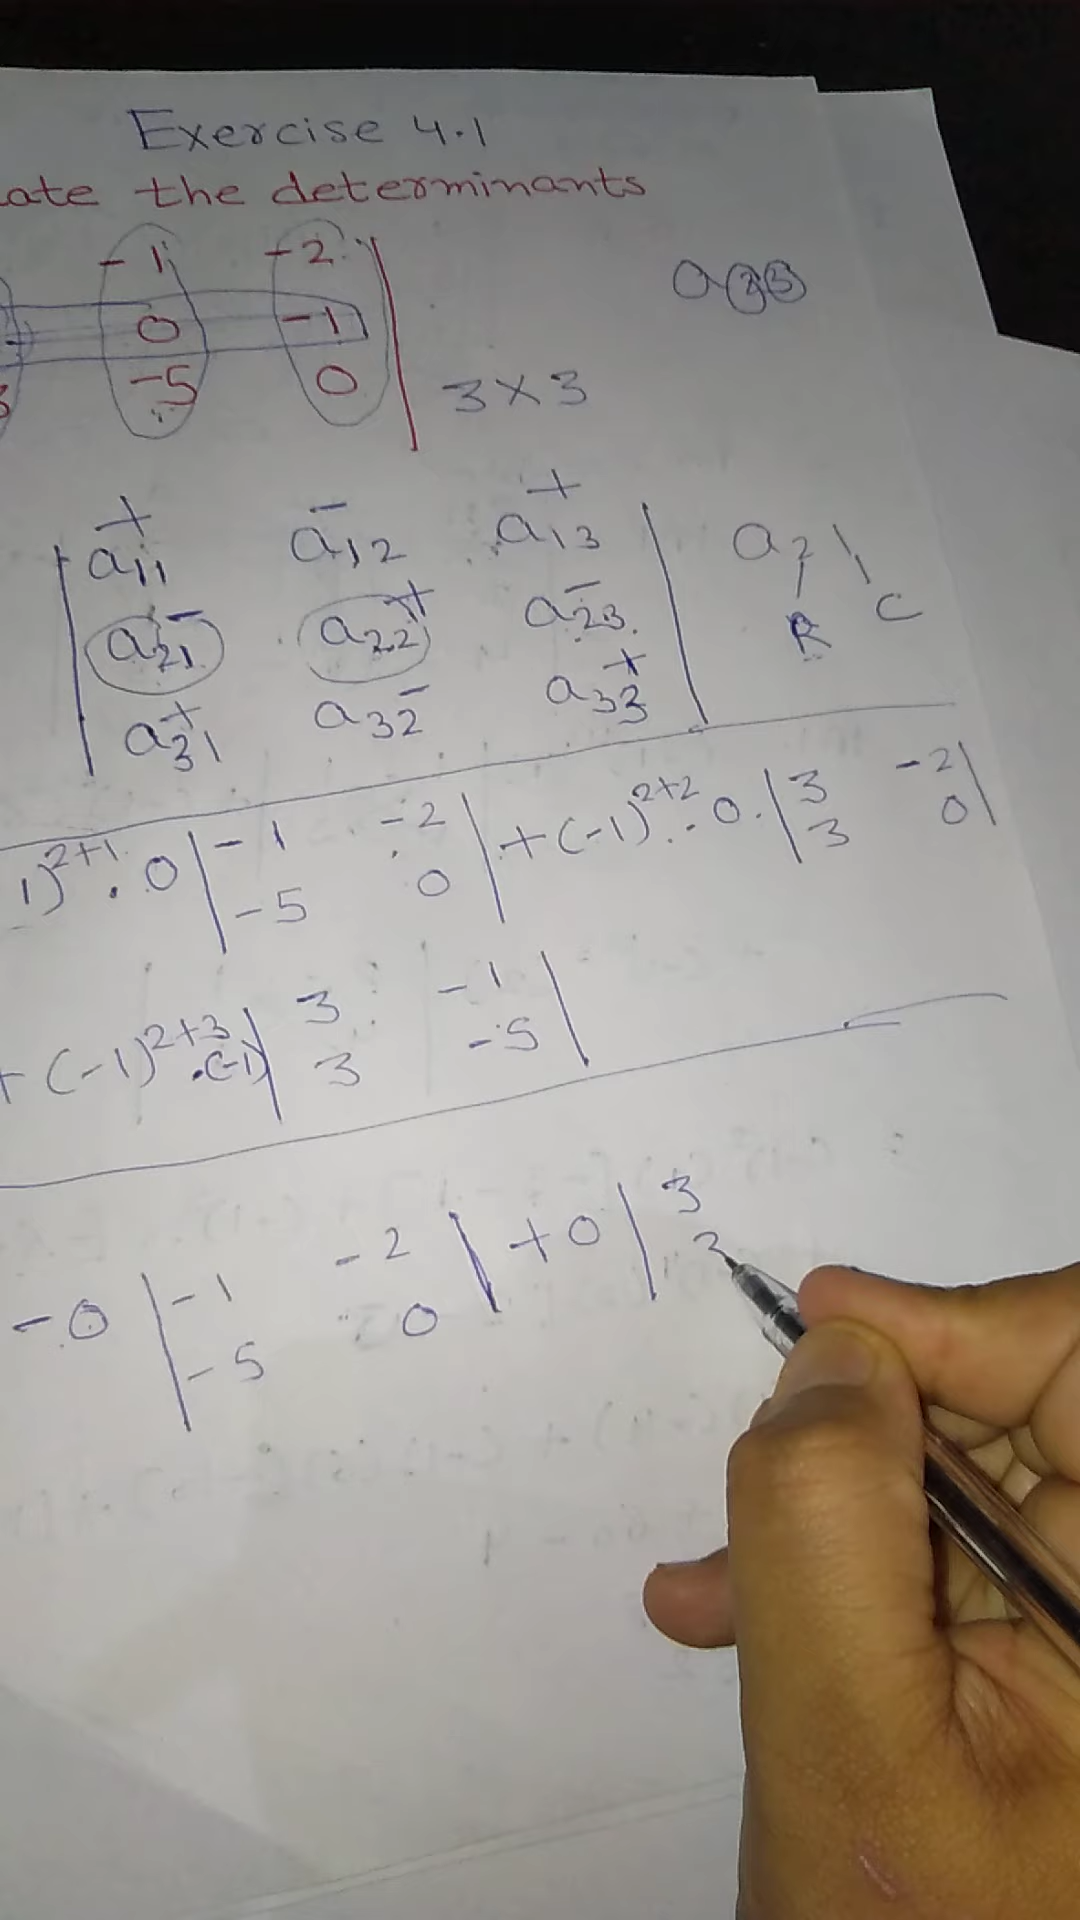 Exercise 4.1
ate the determinants
-1 -2
0 -1
3 -5 0 3×3
+ - +
a11 a12 a13 a21
- + -
a21 a22 a23 R C
+ - +
a31 a32 a33
1)^2+1 . 0 | -1 -2 | + (-1)^2+2 . 0 . | 3 -2 |
-5 0 3 0
+ (-1)^2+3 .(-1) | 3 -1 |
3 -5
-0 | -1 -2 | + 0 | 3
-5 0 3